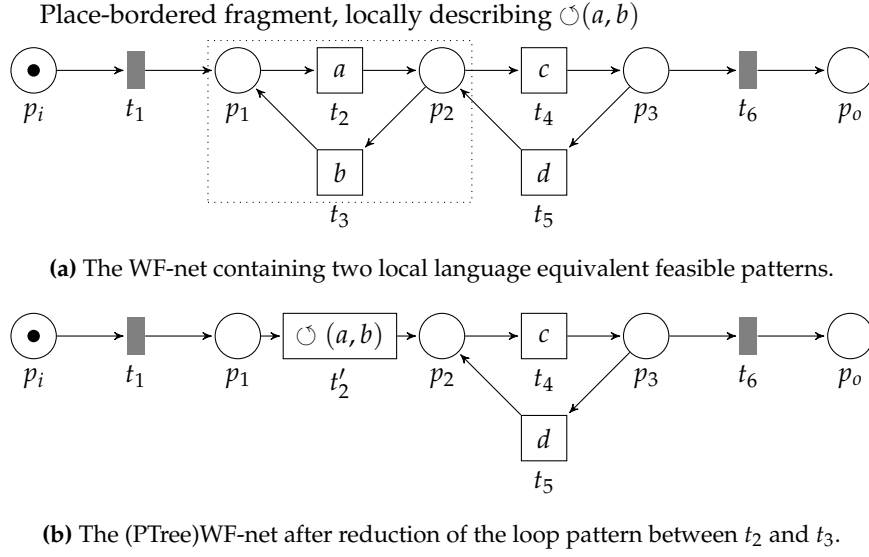 Place-bordered fragment, locally describing ↺(a, b)
a c
p_i t_1 p_1 t_2 p_2 t_4 p_3 t_6 p_o
b d
t_3 t_5
(a) The WF-net containing two local language equivalent feasible patterns.
↺ (a, b) c
p_i t_1 p_1 t′_2 p_2 t_4 p_3 t_6 p_o
d
t_5
(b) The (PTree)WF-net after reduction of the loop pattern between t_2 and t_3.